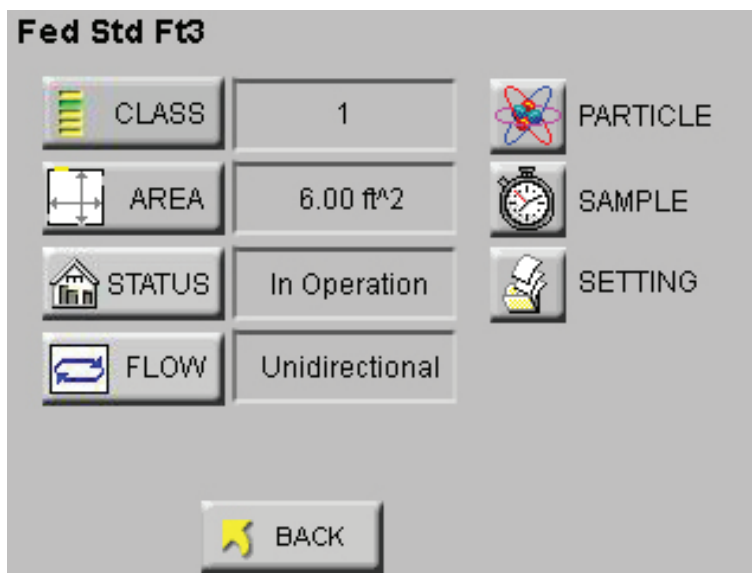 Fed Std Ft3
CLASS 1 PARTICLE
AREA 6.00 ft^2 SAMPLE
STATUS In Operation SETTING
FLOW Unidirectional
BACK